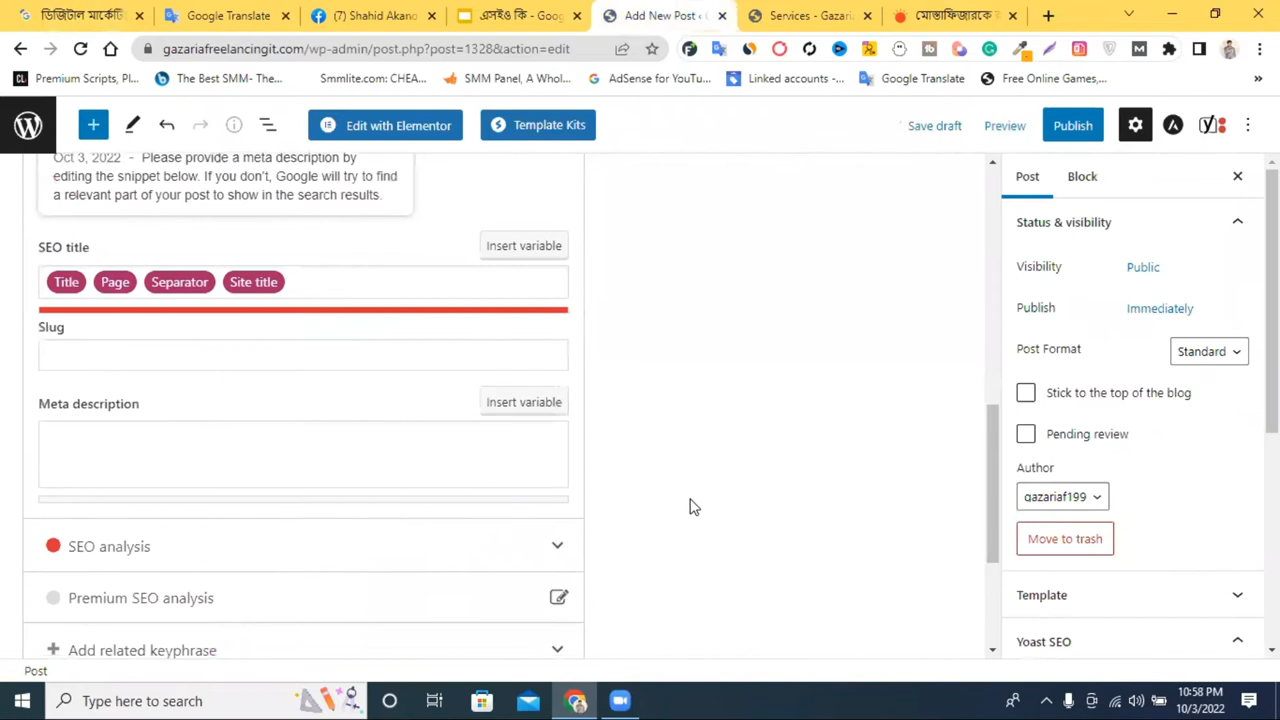 ডিজিটাল মার্কেটি
Google Translate
(7) Shahid Akano
এসইও কি - Goog
Add New Post ‹ G
Services - Gazaria
মোস্তাফিজারকে র
gazariafreelancingit.com/wp-admin/post.php?post=1328&action=edit
Premium Scripts, Pl...
The Best SMM- The...
Smmlite.com: CHEA...
SMM Panel, A Whol...
AdSense for YouTu...
Linked accounts -...
Google Translate
Free Online Games,...
Edit with Elementor
Template Kits
Save draft
Preview
Publish
Oct 3, 2022 - Please provide a meta description by
editing the snippet below. If you don't, Google will try to find
a relevant part of your post to show in the search results.
SEO title
Insert variable
Title Page Separator Site title
Slug
Meta description
Insert variable
SEO analysis
Premium SEO analysis
Add related keyphrase
Post
Block
Status & visibility
Visibility
Public
Publish
Immediately
Post Format
Standard
Stick to the top of the blog
Pending review
Author
gazariaf199
Move to trash
Template
Yoast SEO
Post
Type here to search
10:58 PM
10/3/2022